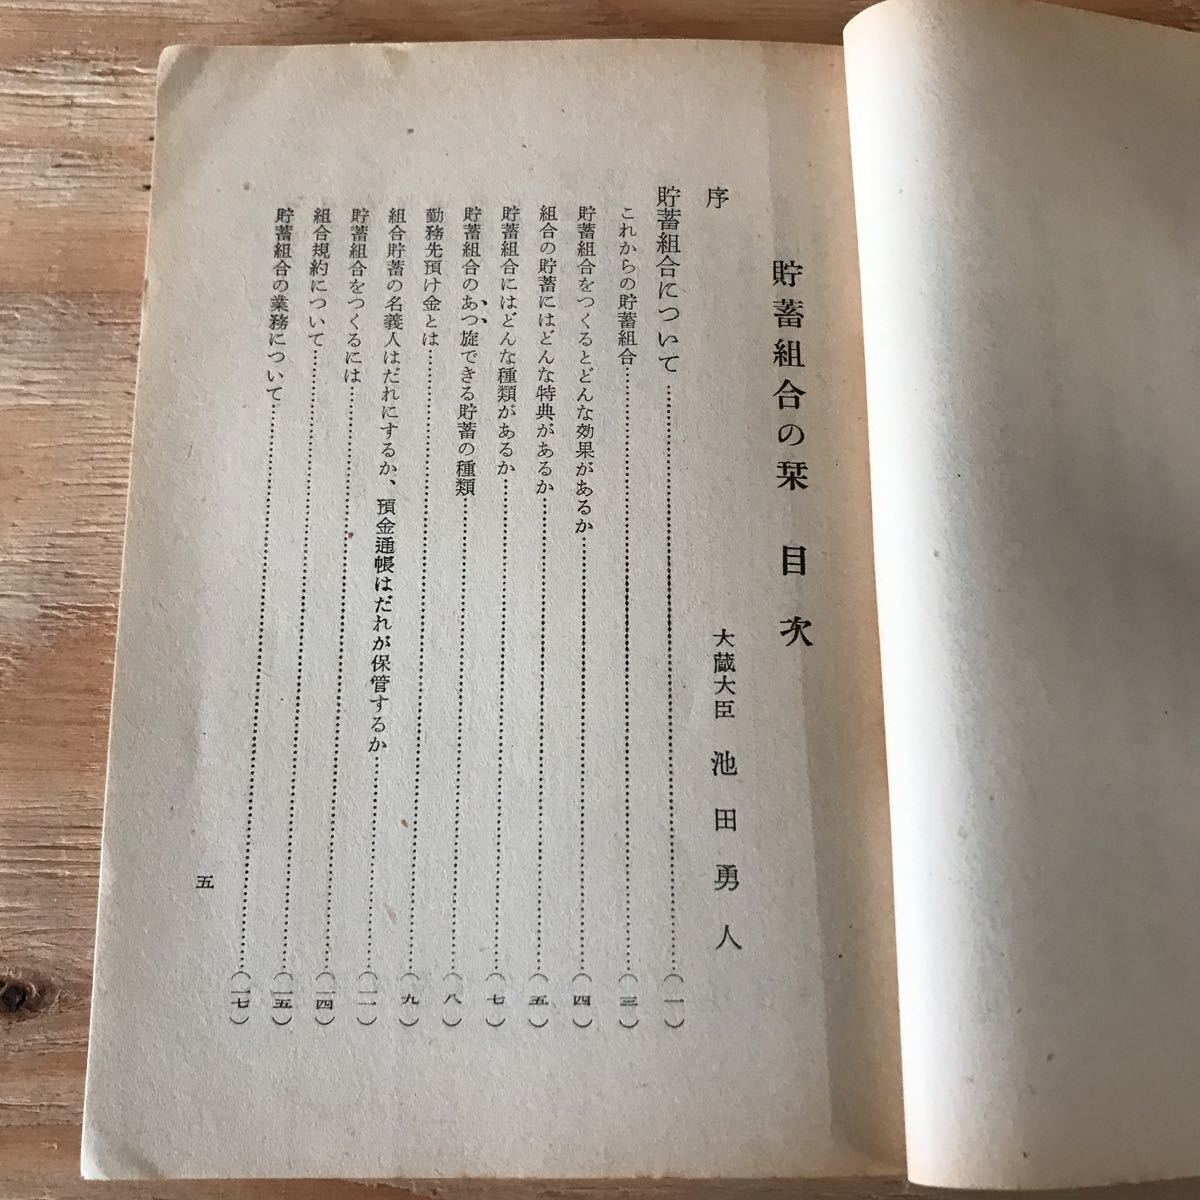 貯蓄組合の栞　目次
序　大蔵大臣　池田勇人
貯蓄組合について……(一)
これからの貯蓄組合……(三)
貯蓄組合をつくるとどんな効果があるか……(四)
組合の貯蓄にはどんな特典があるか……(五)
貯蓄組合にはどんな種類があるか……(七)
貯蓄組合のあつ旋できる貯蓄の種類……(八)
勤務先預け金とは……(九)
組合貯蓄の名義人はだれにするか、預金通帳はだれが保管するか……(一一)
貯蓄組合をつくるには……(一四)
組合規約について……(一五)
貯蓄組合の業務について……(一七)
五